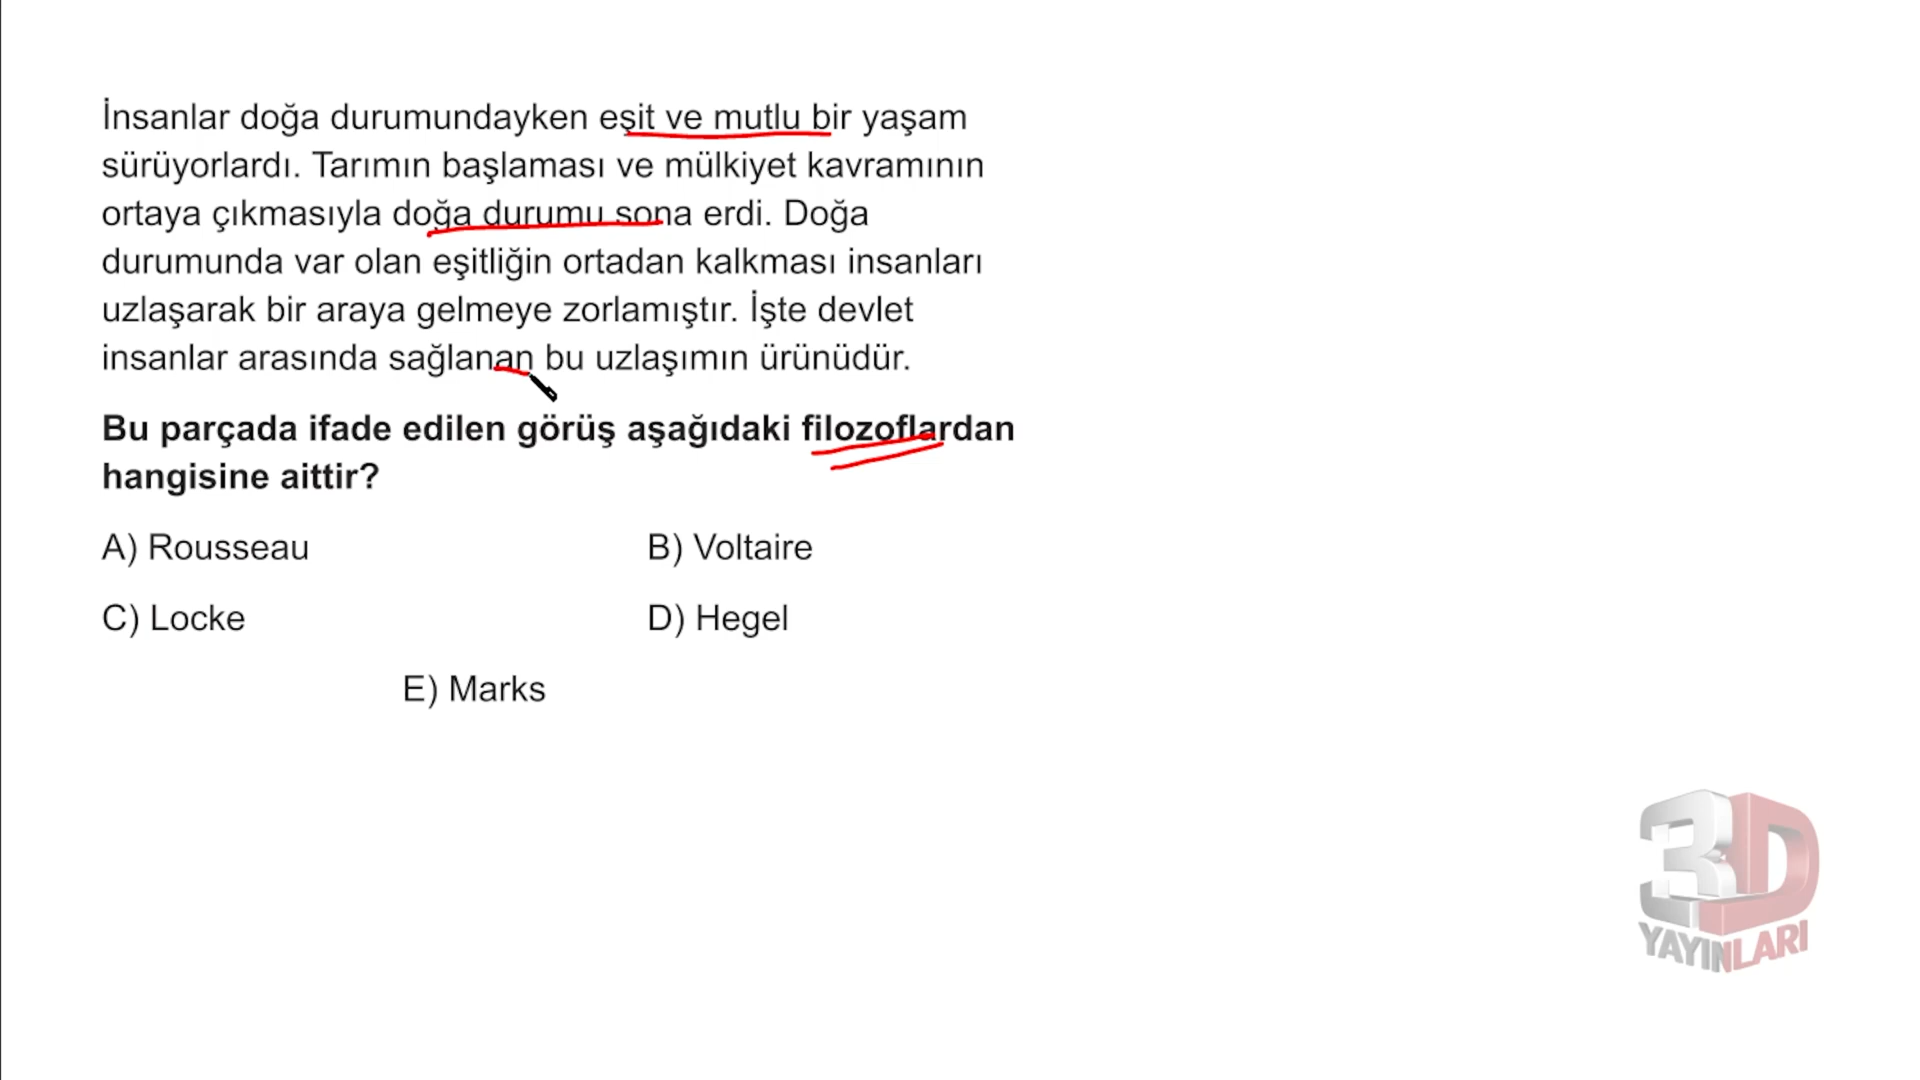 İnsanlar doğa durumundayken eşit ve mutlu bir yaşam
sürüyorlardı. Tarımın başlaması ve mülkiyet kavramının
ortaya çıkmasıyla doğa durumu sona erdi. Doğa
durumunda var olan eşitliğin ortadan kalkması insanları
uzlaşarak bir araya gelmeye zorlamıştır. İşte devlet
insanlar arasında sağlanan bu uzlaşımın ürünüdür.
Bu parçada ifade edilen görüş aşağıdaki filozoflardan
hangisine aittir?
A) Rousseau
B) Voltaire
C) Locke
D) Hegel
E) Marks
3D
YAYINLARI